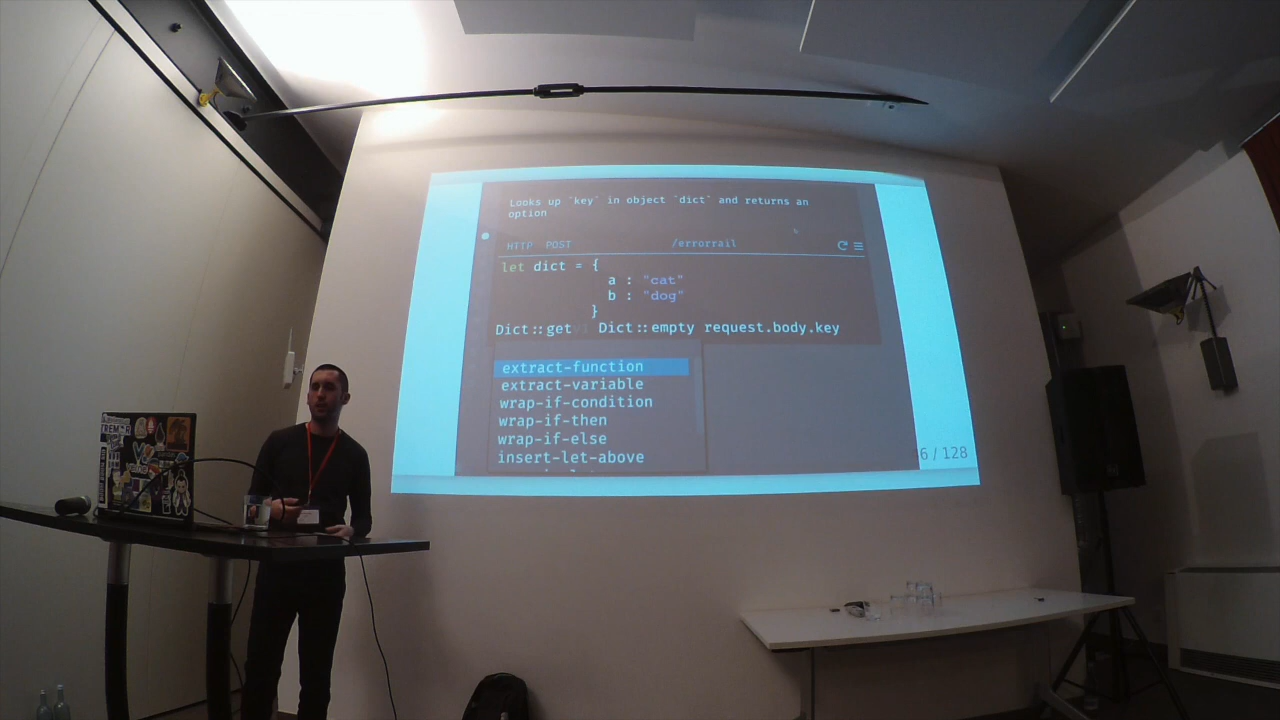 Looks up `key` in object `dict` and returns an
option
HTTP POST /errorrail
let dict = {
a : "cat"
b : "dog"
}
Dict::get Dict::empty request.body.key
extract-function
extract-variable
wrap-if-condition
wrap-if-then
wrap-if-else
insert-let-above
6 / 128